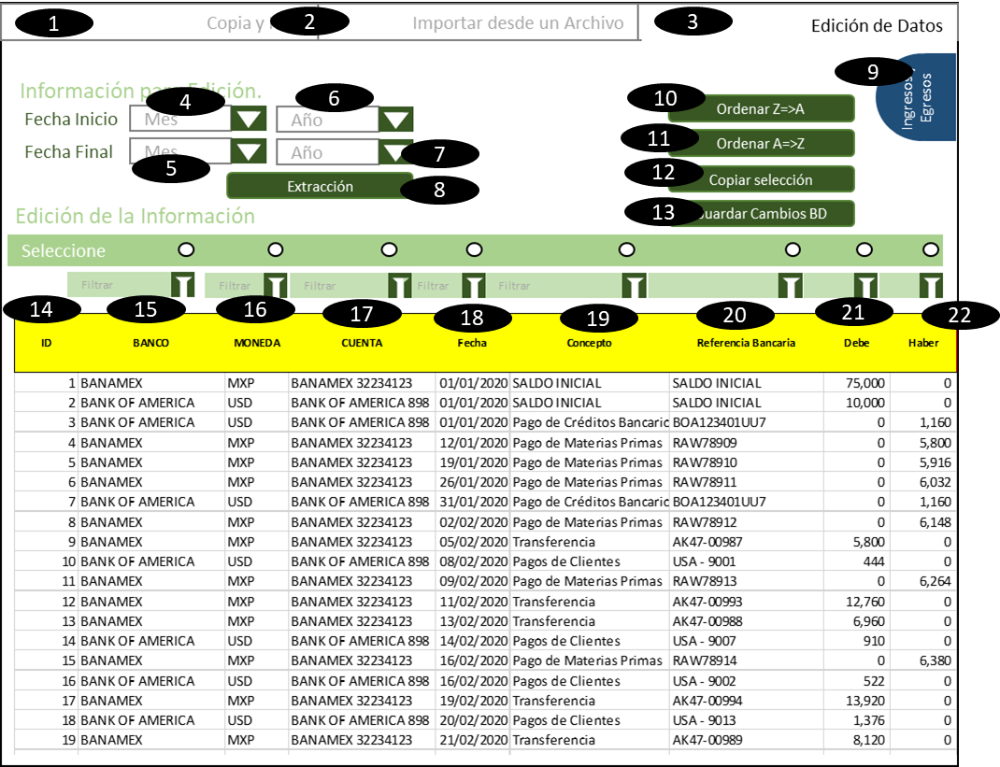 1 Copia y 2 Importar desde un Archivo 3 Edición de Datos
9
Ingresos y
Egresos
Información para Edición.
4 6
Fecha Inicio Mes Año
Fecha Final Mes Año 7
5
Extracción 8
10 Ordenar Z=>A
11 Ordenar A=>Z
12 Copiar selección
13 uardar Cambios BD
Edición de la Información
Seleccione
Filtrar Filtrar Filtrar Filtrar Filtrar
14 15 16 17 18 19 20 21 22
ID BANCO MONEDA CUENTA Fecha Concepto Referencia Bancaria Debe Haber
1 BANAMEX MXP BANAMEX 32234123 01/01/2020 SALDO INICIAL SALDO INICIAL 75,000 0
2 BANK OF AMERICA USD BANK OF AMERICA 898 01/01/2020 SALDO INICIAL SALDO INICIAL 10,000 0
3 BANK OF AMERICA USD BANK OF AMERICA 898 01/01/2020 Pago de Créditos Bancario BOA123401UU7 0 1,160
4 BANAMEX MXP BANAMEX 32234123 12/01/2020 Pago de Materias Primas RAW78909 0 5,800
5 BANAMEX MXP BANAMEX 32234123 19/01/2020 Pago de Materias Primas RAW78910 0 5,916
6 BANAMEX MXP BANAMEX 32234123 26/01/2020 Pago de Materias Primas RAW78911 0 6,032
7 BANK OF AMERICA USD BANK OF AMERICA 898 31/01/2020 Pago de Créditos Bancario BOA123401UU7 0 1,160
8 BANAMEX MXP BANAMEX 32234123 02/02/2020 Pago de Materias Primas RAW78912 0 6,148
9 BANAMEX MXP BANAMEX 32234123 05/02/2020 Transferencia AK47-00987 5,800 0
10 BANK OF AMERICA USD BANK OF AMERICA 898 08/02/2020 Pagos de Clientes USA - 9001 444 0
11 BANAMEX MXP BANAMEX 32234123 09/02/2020 Pago de Materias Primas RAW78913 0 6,264
12 BANAMEX MXP BANAMEX 32234123 11/02/2020 Transferencia AK47-00993 12,760 0
13 BANAMEX MXP BANAMEX 32234123 13/02/2020 Transferencia AK47-00988 6,960 0
14 BANK OF AMERICA USD BANK OF AMERICA 898 14/02/2020 Pagos de Clientes USA - 9007 910 0
15 BANAMEX MXP BANAMEX 32234123 16/02/2020 Pago de Materias Primas RAW78914 0 6,380
16 BANK OF AMERICA USD BANK OF AMERICA 898 16/02/2020 Pagos de Clientes USA - 9002 522 0
17 BANAMEX MXP BANAMEX 32234123 19/02/2020 Transferencia AK47-00994 13,920 0
18 BANK OF AMERICA USD BANK OF AMERICA 898 20/02/2020 Pagos de Clientes USA - 9013 1,376 0
19 BANAMEX MXP BANAMEX 32234123 21/02/2020 Transferencia AK47-00989 8,120 0